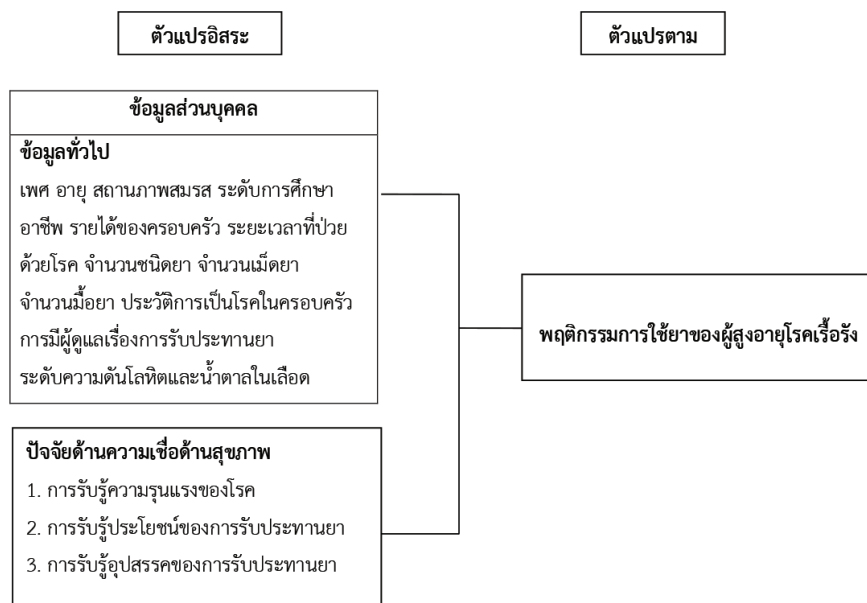 ตัวแปรอิสระ
ตัวแปรตาม
ข้อมูลส่วนบุคคล
ข้อมูลทั่วไป
เพศ อายุ สถานภาพสมรส ระดับการศึกษา
อาชีพ รายได้ของครอบครัว ระยะเวลาที่ป่วย
ด้วยโรค จำนวนชนิดยา จำนวนเม็ดยา
จำนวนมื้อยา ประวัติการเป็นโรคในครอบครัว
การมีผู้ดูแลเรื่องการรับประทานยา
ระดับความดันโลหิตและน้ำตาลในเลือด
พฤติกรรมการใช้ยาของผู้สูงอายุโรคเรื้อรัง
ปัจจัยด้านความเชื่อด้านสุขภาพ
1. การรับรู้ความรุนแรงของโรค
2. การรับรู้ประโยชน์ของการรับประทานยา
3. การรับรู้อุปสรรคของการรับประทานยา